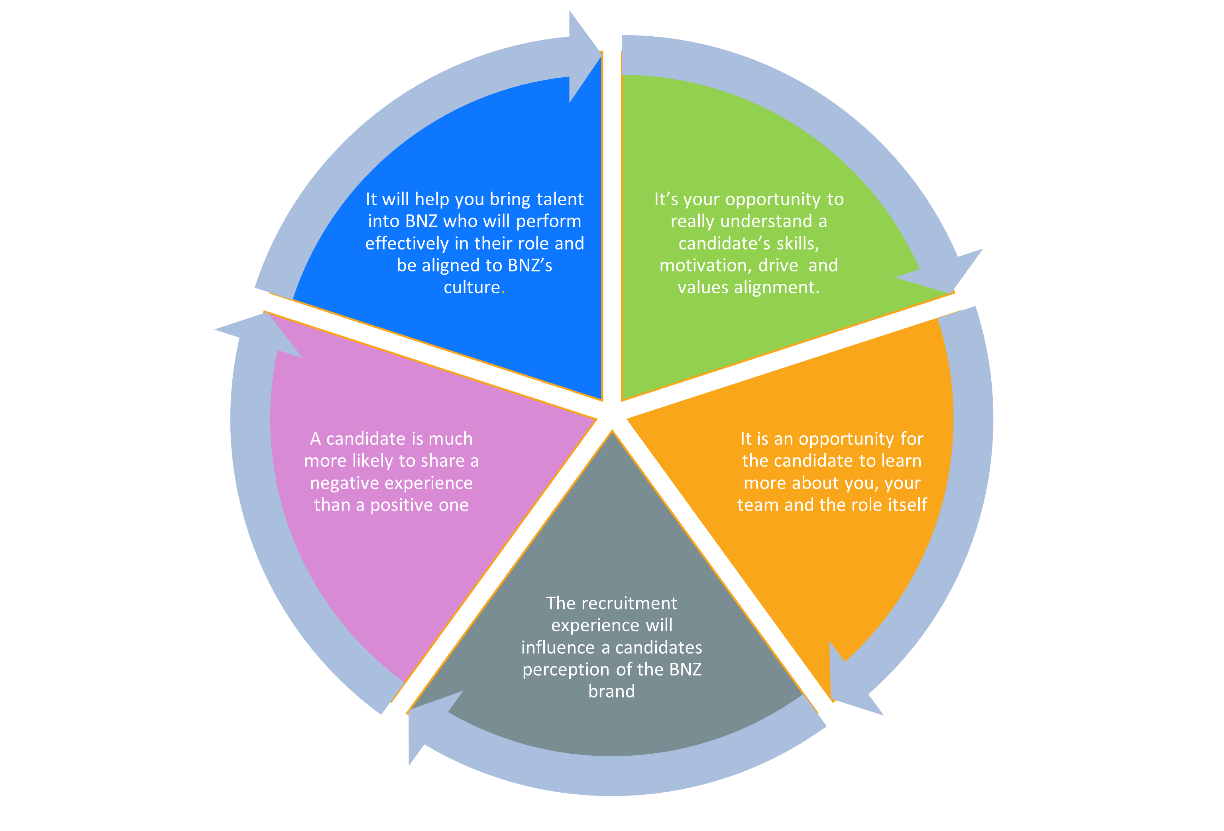 It will help you bring talent
into BNZ who will perform
effectively in their role and
be aligned to BNZ’s
culture.
It’s your opportunity to
really understand a
candidate’s skills,
motivation, drive  and
values alignment.
It is an opportunity for
the candidate to learn
more about you, your
team and the role itself
The recruitment
experience will
influence a candidates
perception of the BNZ
brand
A candidate is much
more likely to share a
negative experience
than a positive one